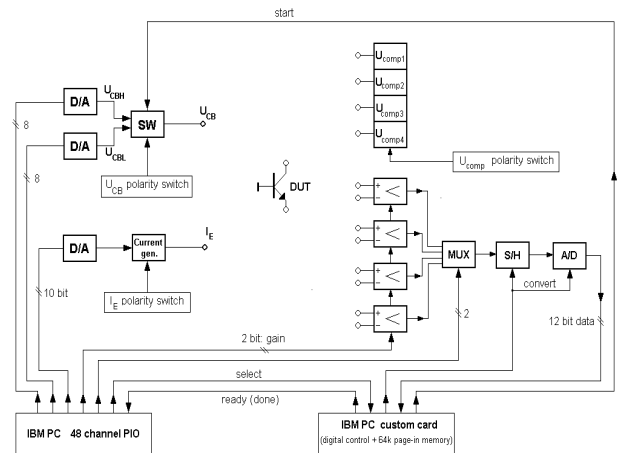 start
D/A
U_CBH
8
D/A
U_CBL
8
SW
U_CB
U_CB polarity switch
U_comp1
U_comp2
U_comp3
U_comp4
U_comp polarity switch
DUT
D/A
10 bit
Current
gen.
I_E
I_E polarity switch
+
−
<
+
−
<
+
−
<
+
−
<
MUX
2
S/H
A/D
convert
12 bit data
2 bit: gain
select
ready (done)
IBM PC 48 channel PIO
IBM PC custom card
(digital control + 64k page-in memory)